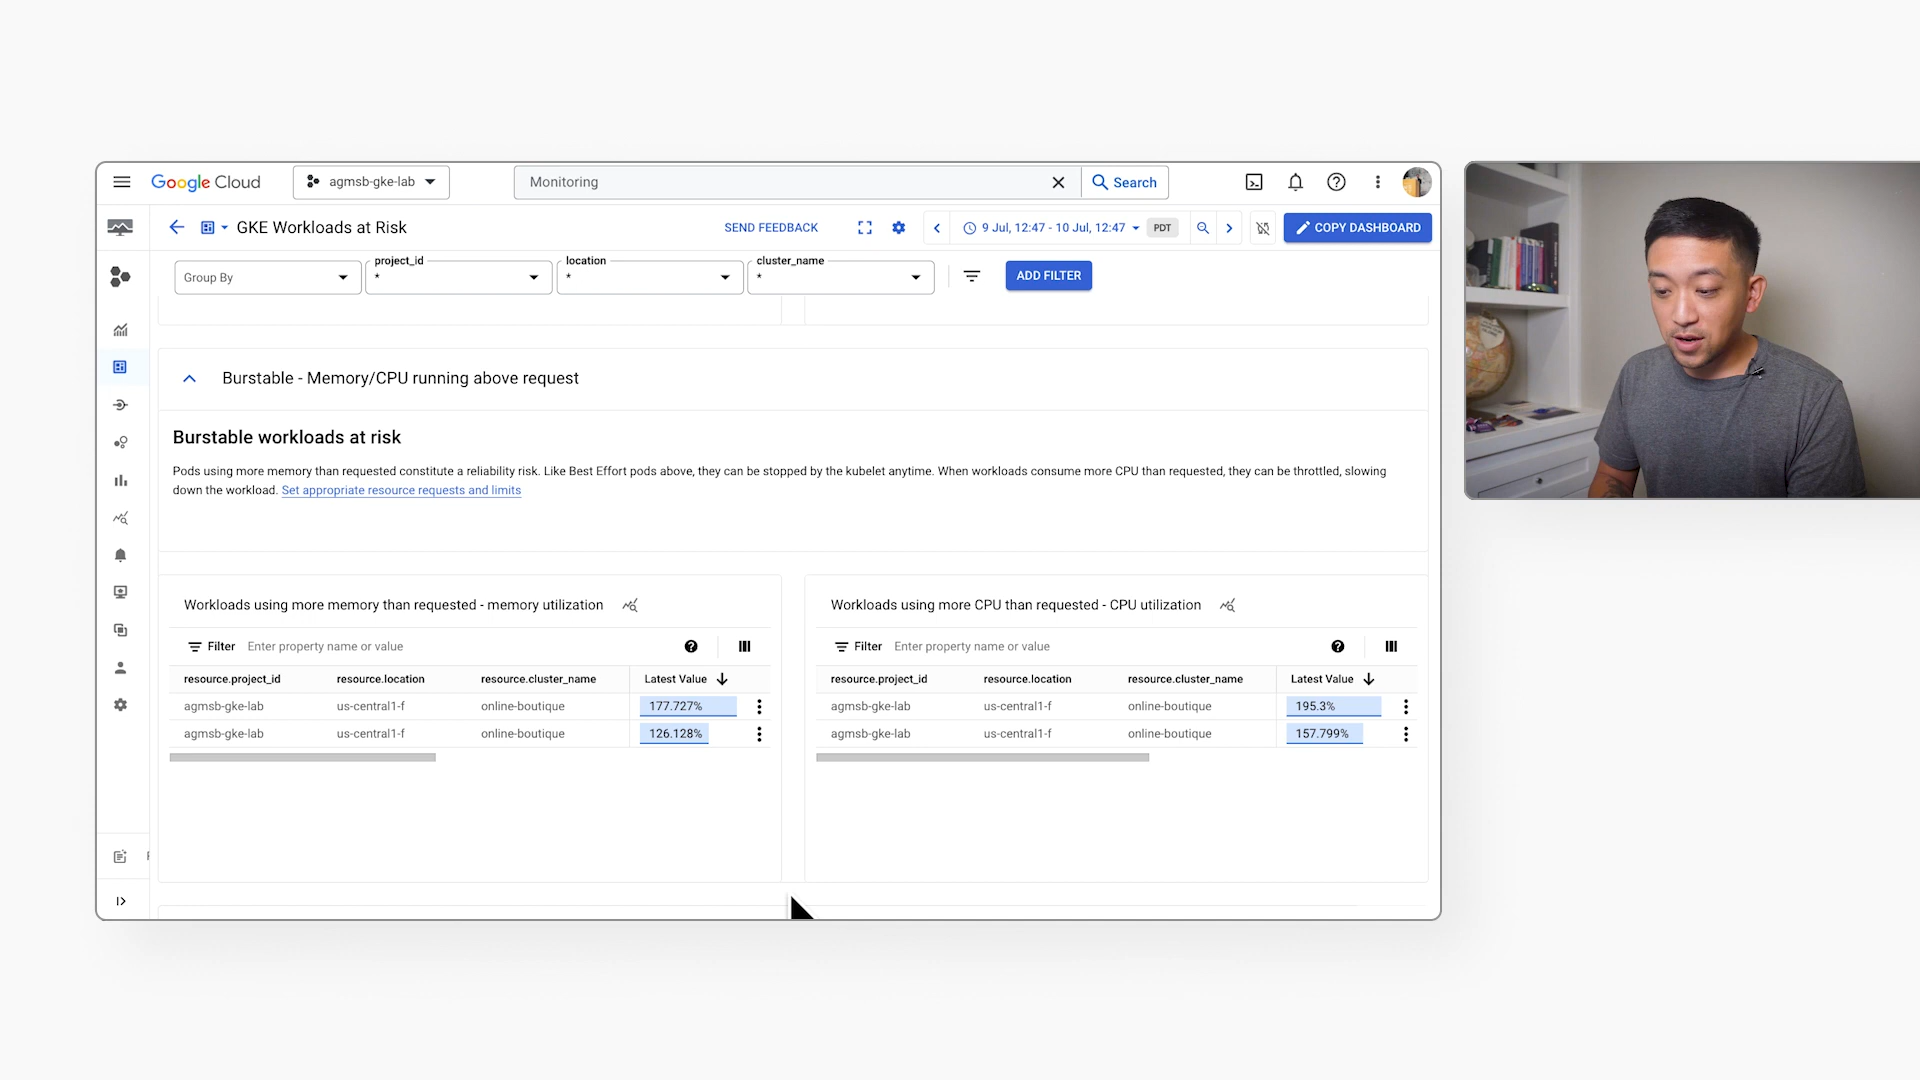 Google Cloud
agmsb-gke-lab
Monitoring
Search
GKE Workloads at Risk
SEND FEEDBACK
9 Jul, 12:47 - 10 Jul, 12:47
PDT
COPY DASHBOARD
Group By
project_id
*
location
*
cluster_name
*
ADD FILTER
Burstable - Memory/CPU running above request
Burstable workloads at risk
Pods using more memory than requested constitute a reliability risk. Like Best Effort pods above, they can be stopped by the kubelet anytime. When workloads consume more CPU than requested, they can be throttled, slowing
down the workload. Set appropriate resource requests and limits
Workloads using more memory than requested - memory utilization
Filter Enter property name or value
resource.project_id resource.location resource.cluster_name Latest Value
agmsb-gke-lab us-central1-f online-boutique 177.727%
agmsb-gke-lab us-central1-f online-boutique 126.128%
Workloads using more CPU than requested - CPU utilization
Filter Enter property name or value
resource.project_id resource.location resource.cluster_name Latest Value
agmsb-gke-lab us-central1-f online-boutique 195.3%
agmsb-gke-lab us-central1-f online-boutique 157.799%